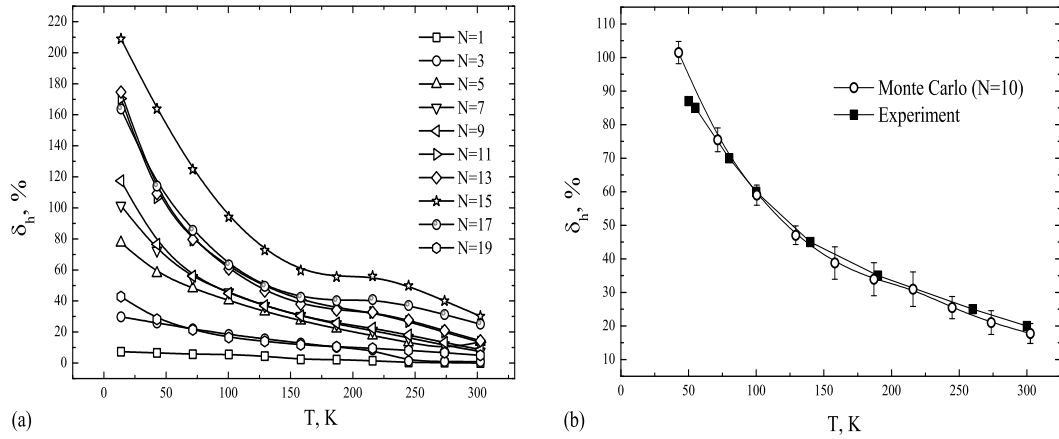 220
210
200
180
160
140
120
100
80
60
40
20
0
δh, %
0 50 100 150 200 250 300
T, K
(a)
N=1
N=3
N=5
N=7
N=9
N=11
N=13
N=15
N=17
N=19
110
100
90
80
70
60
50
40
30
20
10
δh, %
0 50 100 150 200 250 300
T, K
(b)
Monte Carlo (N=10)
Experiment